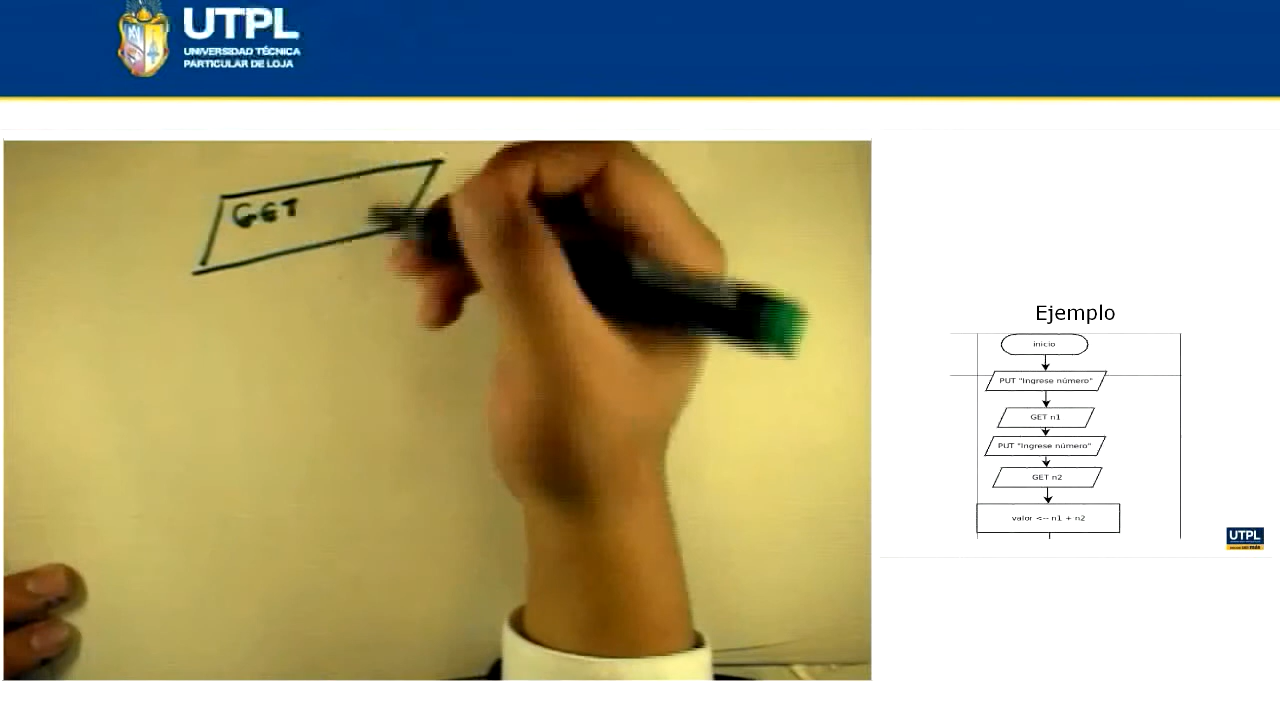 UTPL
UNIVERSIDAD TÉCNICA
PARTICULAR DE LOJA
GET
Ejemplo
inicio
PUT "Ingrese número"
GET n1
PUT "Ingrese número"
GET n2
valor <-- n1 + n2
UTPL